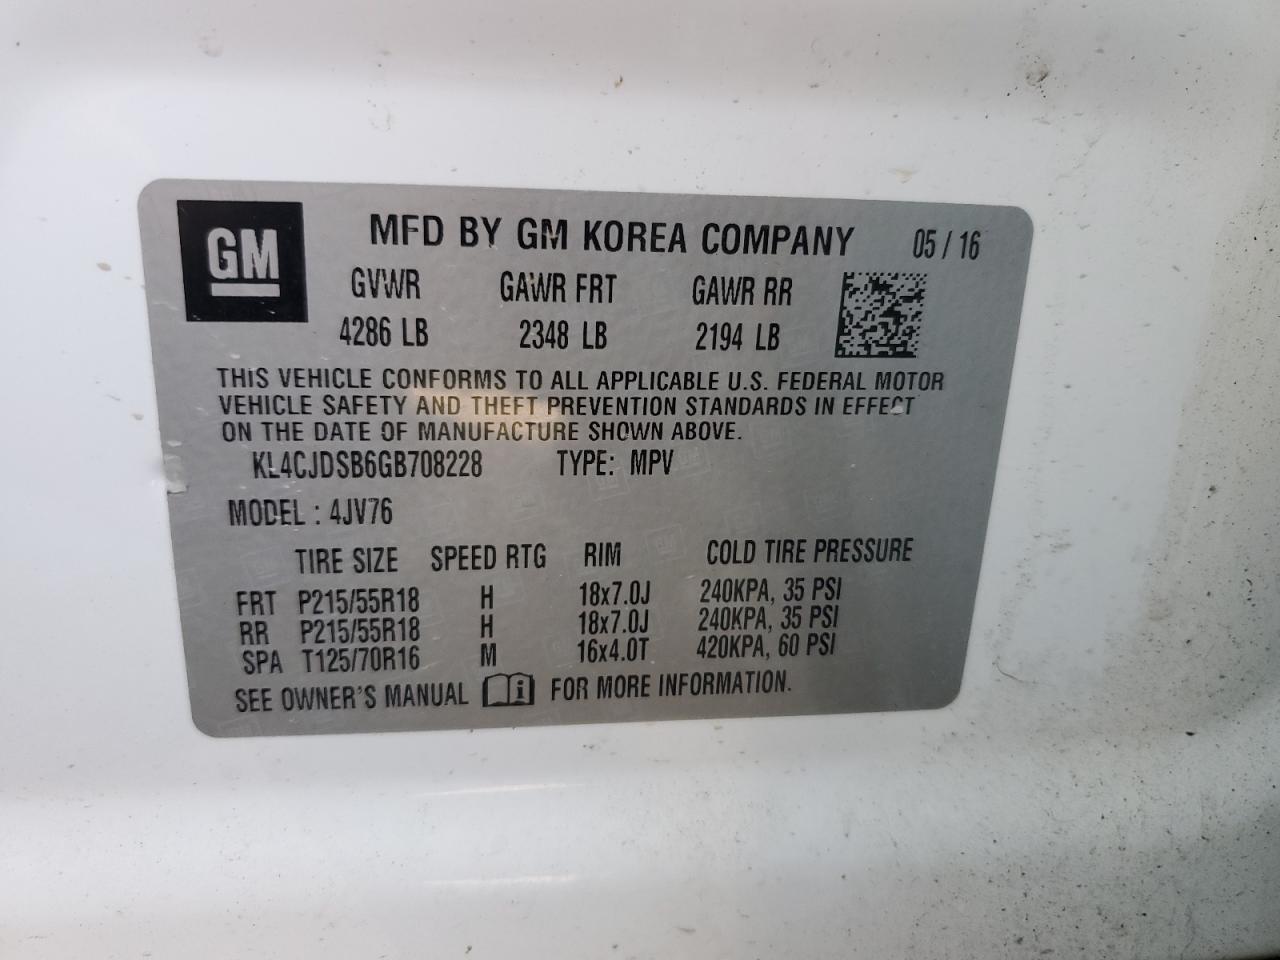 GM
MFD BY GM KOREA COMPANY 05 / 16
GVWR GAWR FRT GAWR RR
4286 LB 2348 LB 2194 LB
THIS VEHICLE CONFORMS TO ALL APPLICABLE U.S. FEDERAL MOTOR
VEHICLE SAFETY AND THEFT PREVENTION STANDARDS IN EFFECT
ON THE DATE OF MANUFACTURE SHOWN ABOVE.
KL4CJDSB6GB708228 TYPE: MPV
MODEL : 4JV76
TIRE SIZE SPEED RTG RIM COLD TIRE PRESSURE
FRT P215/55R18 H 18x7.0J 240KPA, 35 PSI
RR P215/55R18 H 18x7.0J 240KPA, 35 PSI
SPA T125/70R16 M 16x4.0T 420KPA, 60 PSI
SEE OWNER'S MANUAL i FOR MORE INFORMATION.